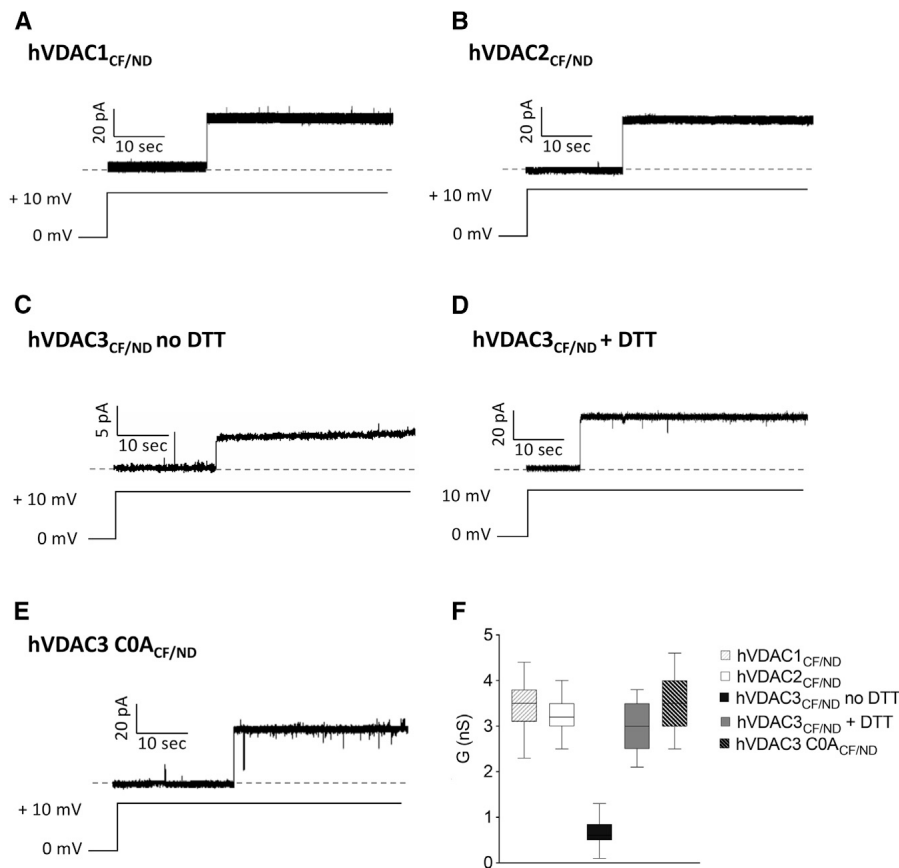 A
hVDAC1CF/ND
20 pA
10 sec
+ 10 mV
0 mV
B
hVDAC2CF/ND
20 pA
10 sec
+ 10 mV
0 mV
C
hVDAC3CF/ND no DTT
5 pA
10 sec
+ 10 mV
0 mV
D
hVDAC3CF/ND + DTT
20 pA
10 sec
10 mV
0 mV
E
hVDAC3 C0ACF/ND
20 pA
10 sec
+ 10 mV
0 mV
F
G (nS)
5
4
3
2
1
0
hVDAC1CF/ND
hVDAC2CF/ND
hVDAC3CF/ND no DTT
hVDAC3CF/ND + DTT
hVDAC3 C0ACF/ND